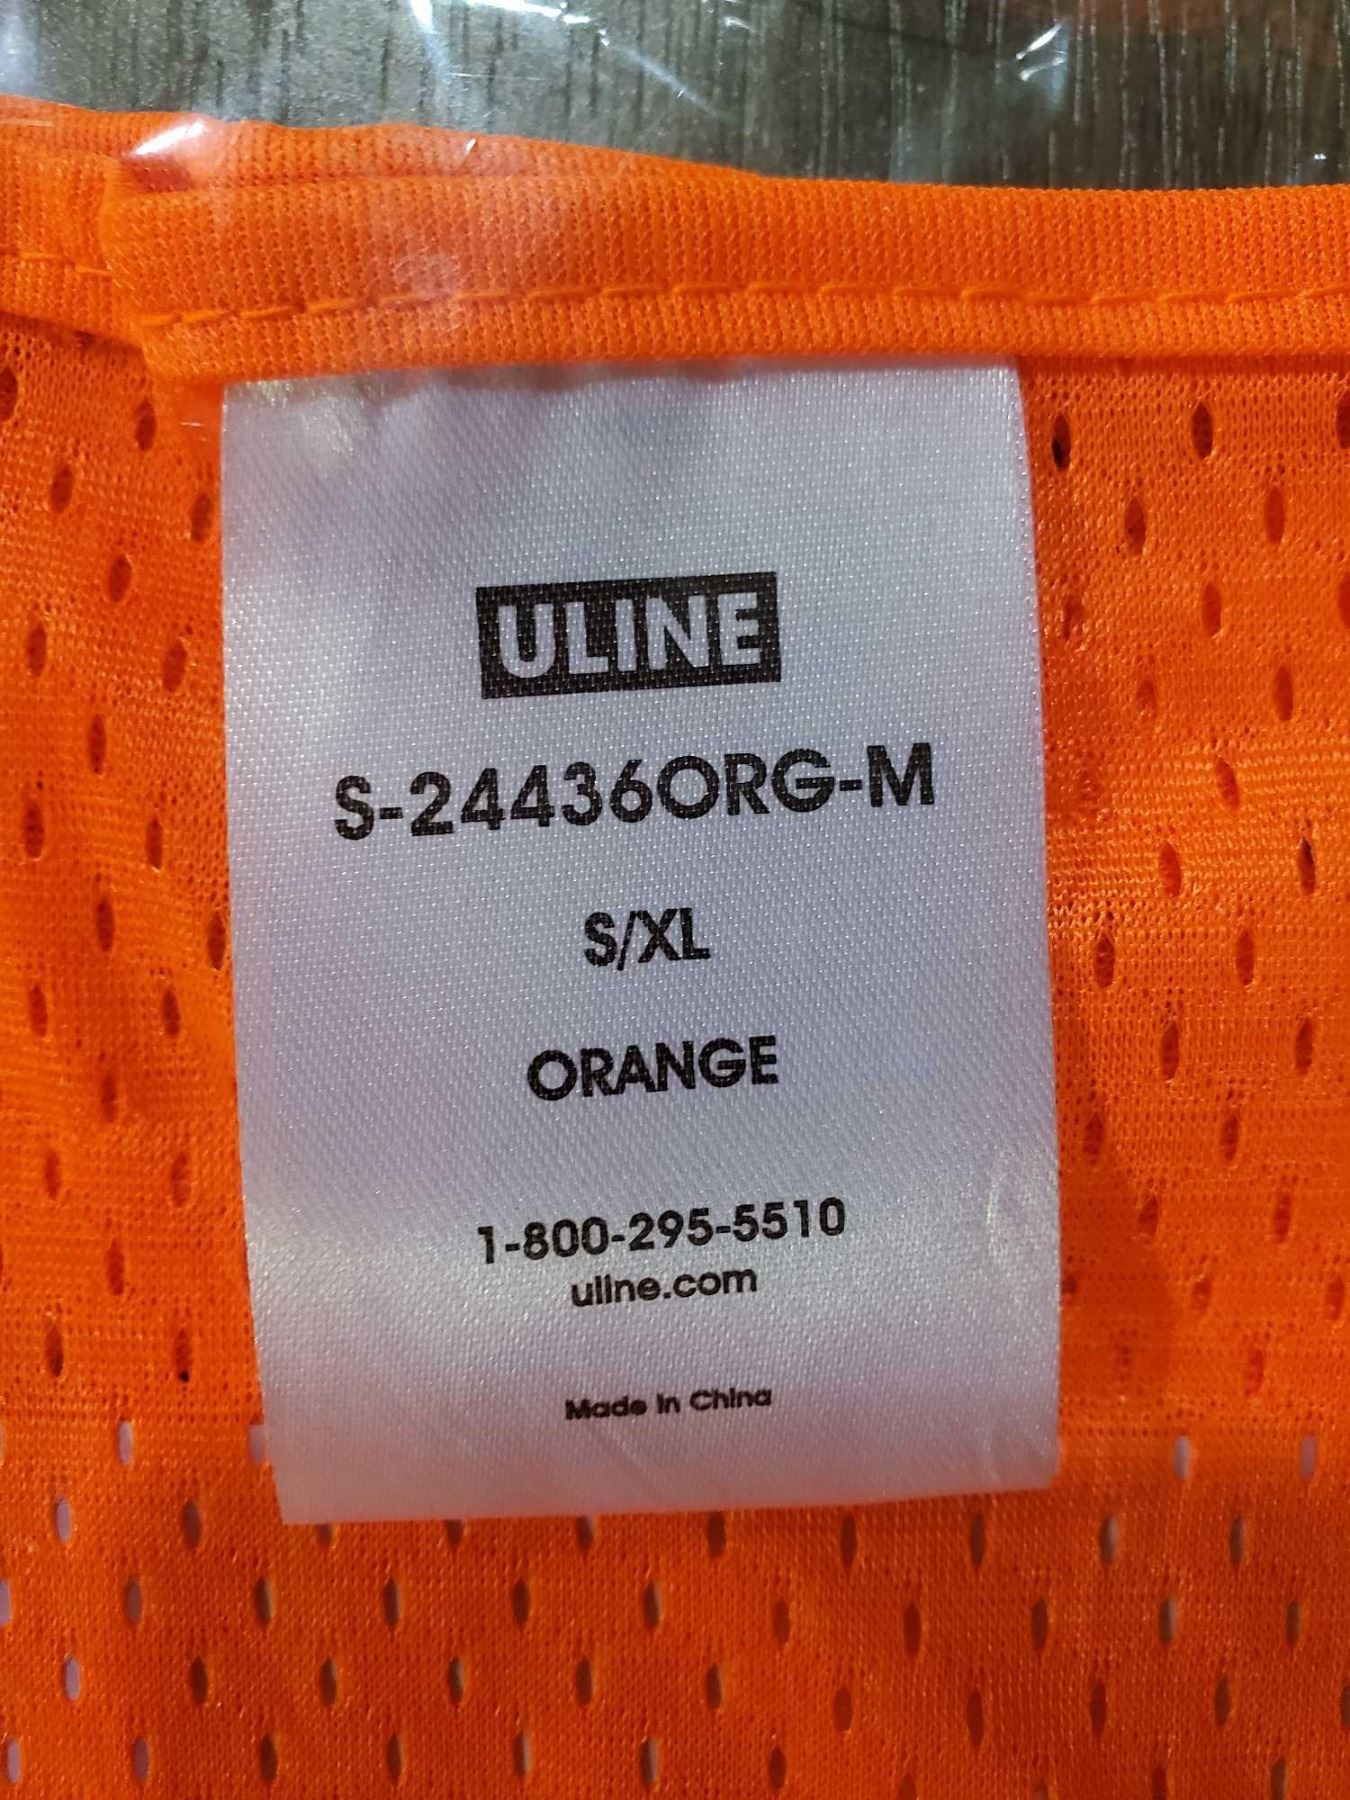 ULINE
S-24436ORG-M
S/XL
ORANGE
1-800-295-5510
uline.com
Made in China